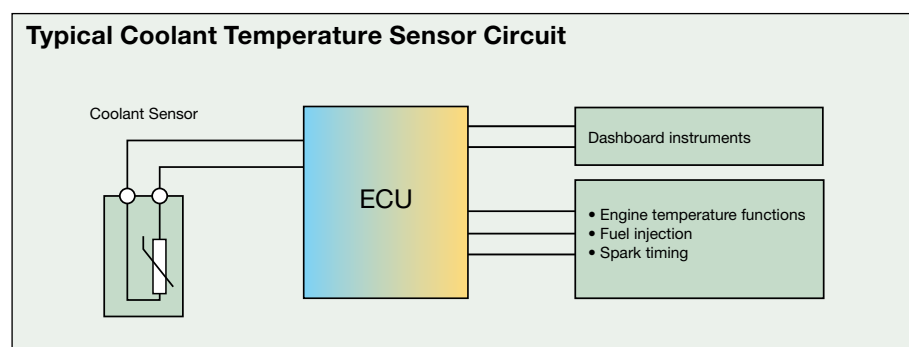 Typical Coolant Temperature Sensor Circuit
Coolant Sensor
ECU
Dashboard instruments
• Engine temperature functions
• Fuel injection
• Spark timing